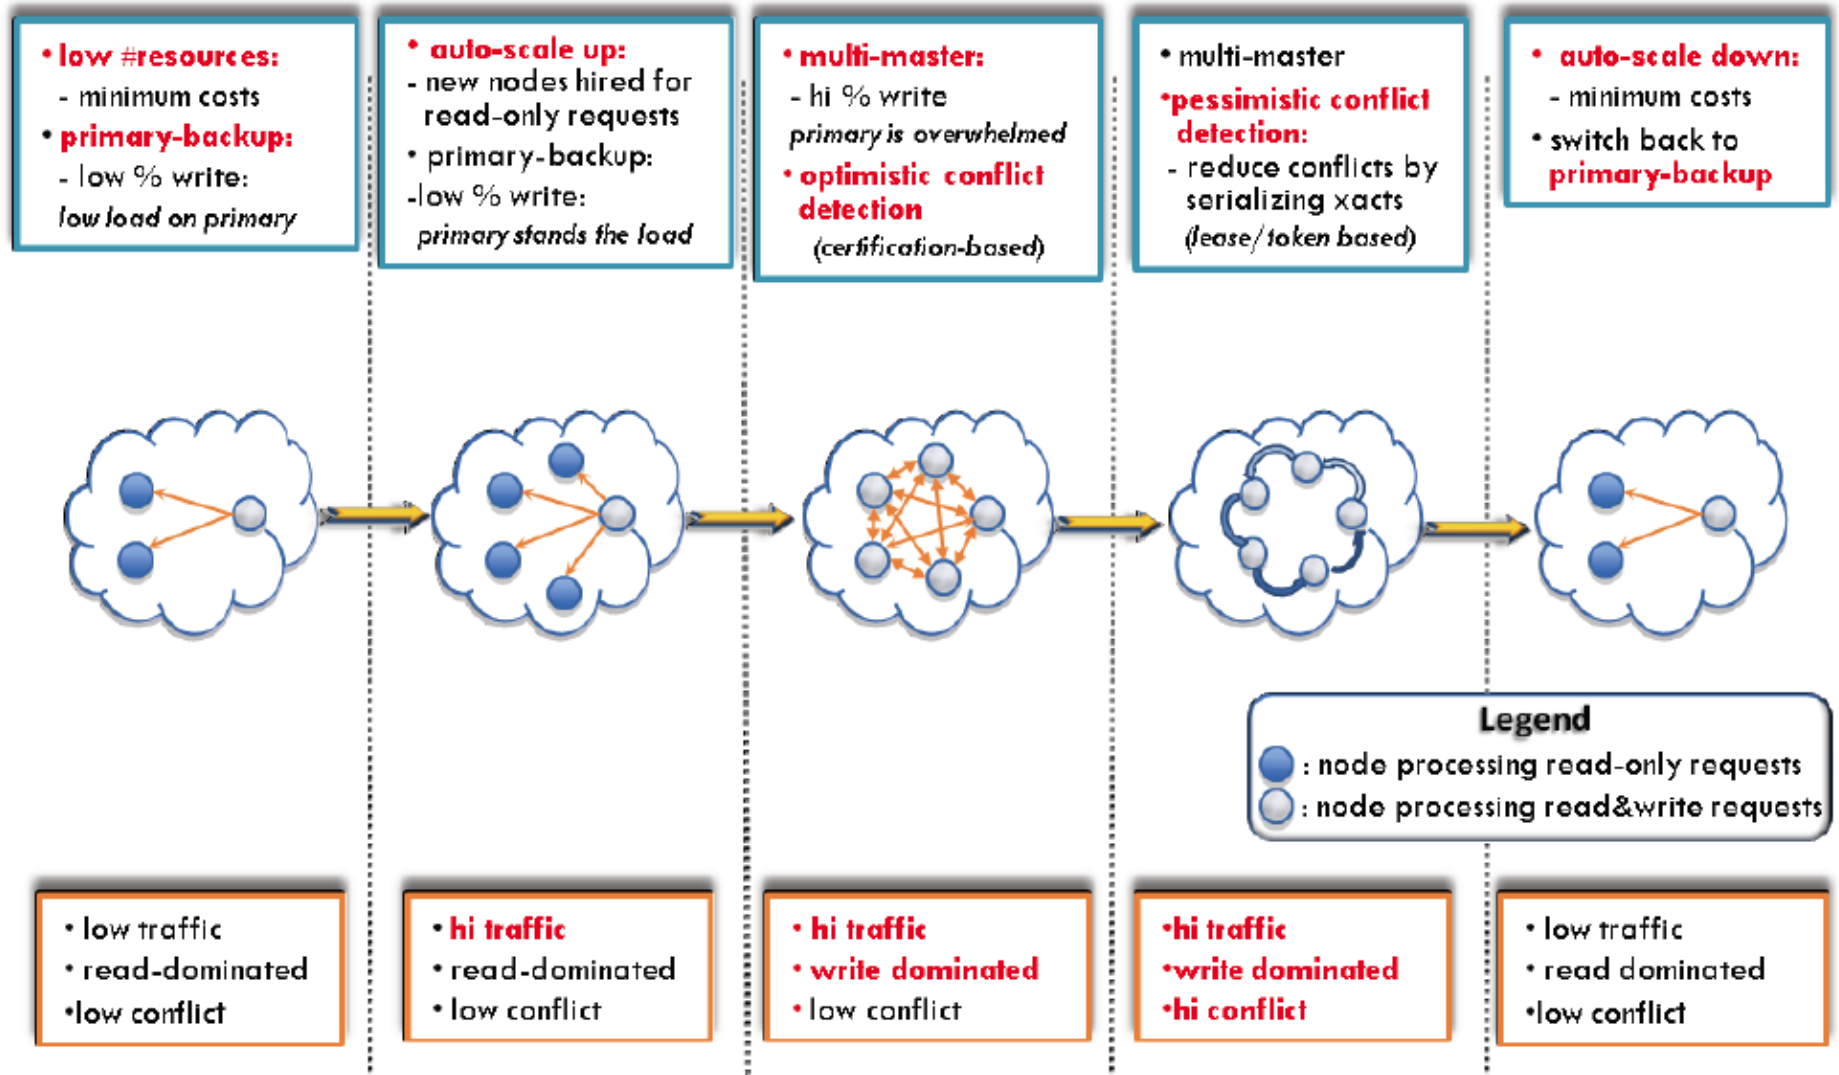 • low #resources:
- minimum costs
• primary-backup:
- low % write:
low load on primary
• auto-scale up:
- new nodes hired for
read-only requests
• primary-backup:
-low % write:
primary stands the load
• multi-master:
- hi % write
primary is overwhelmed
• optimistic conflict
detection
(certification-based)
• multi-master
•pessimistic conflict
detection:
- reduce conflicts by
serializing xacts
(lease/token based)
• auto-scale down:
- minimum costs
• switch back to
primary-backup
Legend
: node processing read-only requests
: node processing read&write requests
• low traffic
• read-dominated
•low conflict
• hi traffic
• read-dominated
• low conflict
• hi traffic
• write dominated
• low conflict
•hi traffic
•write dominated
•hi conflict
• low traffic
• read dominated
•low conflict